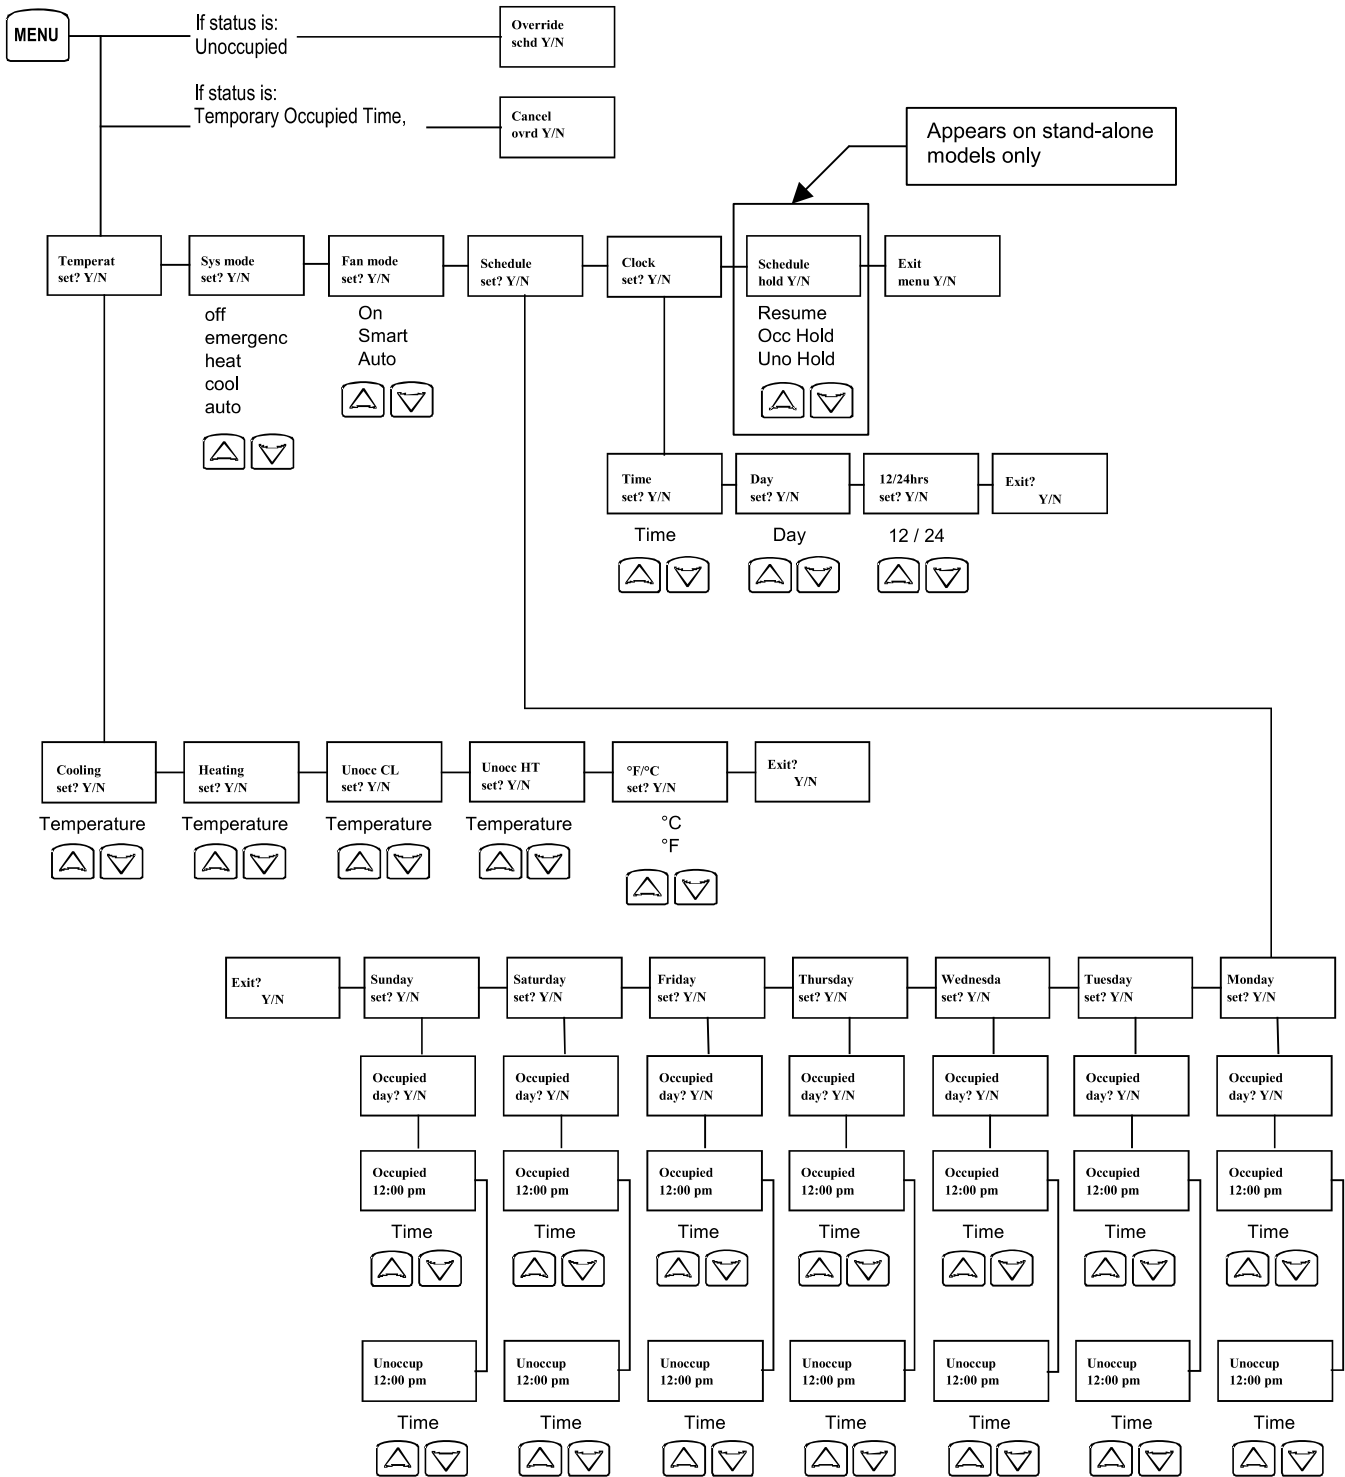 MENU
If status is:
Unoccupied
Override
schd Y/N
If status is:
Temporary Occupied Time,
Cancel
ovrd Y/N
Appears on stand-alone
models only
Temperat
set? Y/N
Sys mode
set? Y/N
Fan mode
set? Y/N
Schedule
set? Y/N
Clock
set? Y/N
Schedule
hold Y/N
Exit
menu Y/N
off
emergenc
heat
cool
auto
On
Smart
Auto
Resume
Occ Hold
Uno Hold
Time
set? Y/N
Day
set? Y/N
12/24hrs
set? Y/N
Exit?
Y/N
Time
Day
12 / 24
Cooling
set? Y/N
Heating
set? Y/N
Unocc CL
set? Y/N
Unocc HT
set? Y/N
°F/°C
set? Y/N
Exit?
Y/N
Temperature
Temperature
Temperature
Temperature
°C
°F
Exit?
Y/N
Sunday
set? Y/N
Saturday
set? Y/N
Friday
set? Y/N
Thursday
set? Y/N
Wednesda
set? Y/N
Tuesday
set? Y/N
Monday
set? Y/N
Occupied
day? Y/N
Occupied
day? Y/N
Occupied
day? Y/N
Occupied
day? Y/N
Occupied
day? Y/N
Occupied
day? Y/N
Occupied
day? Y/N
Occupied
12:00 pm
Occupied
12:00 pm
Occupied
12:00 pm
Occupied
12:00 pm
Occupied
12:00 pm
Occupied
12:00 pm
Occupied
12:00 pm
Time
Time
Time
Time
Time
Time
Time
Unoccup
12:00 pm
Unoccup
12:00 pm
Unoccup
12:00 pm
Unoccup
12:00 pm
Unoccup
12:00 pm
Unoccup
12:00 pm
Unoccup
12:00 pm
Time
Time
Time
Time
Time
Time
Time